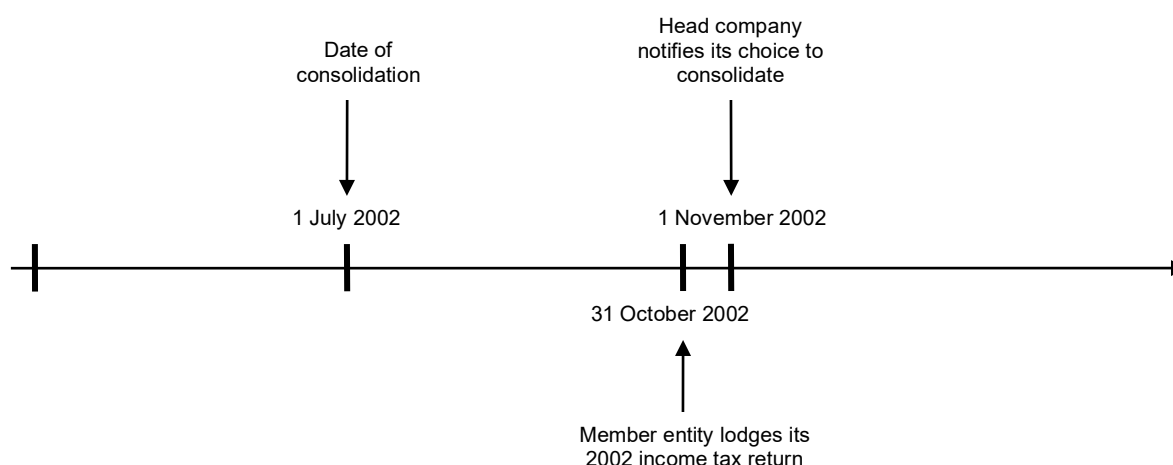 Date of
consolidation
Head company
notifies its choice to
consolidate
1 July 2002
1 November 2002
31 October 2002
Member entity lodges its
2002 income tax return